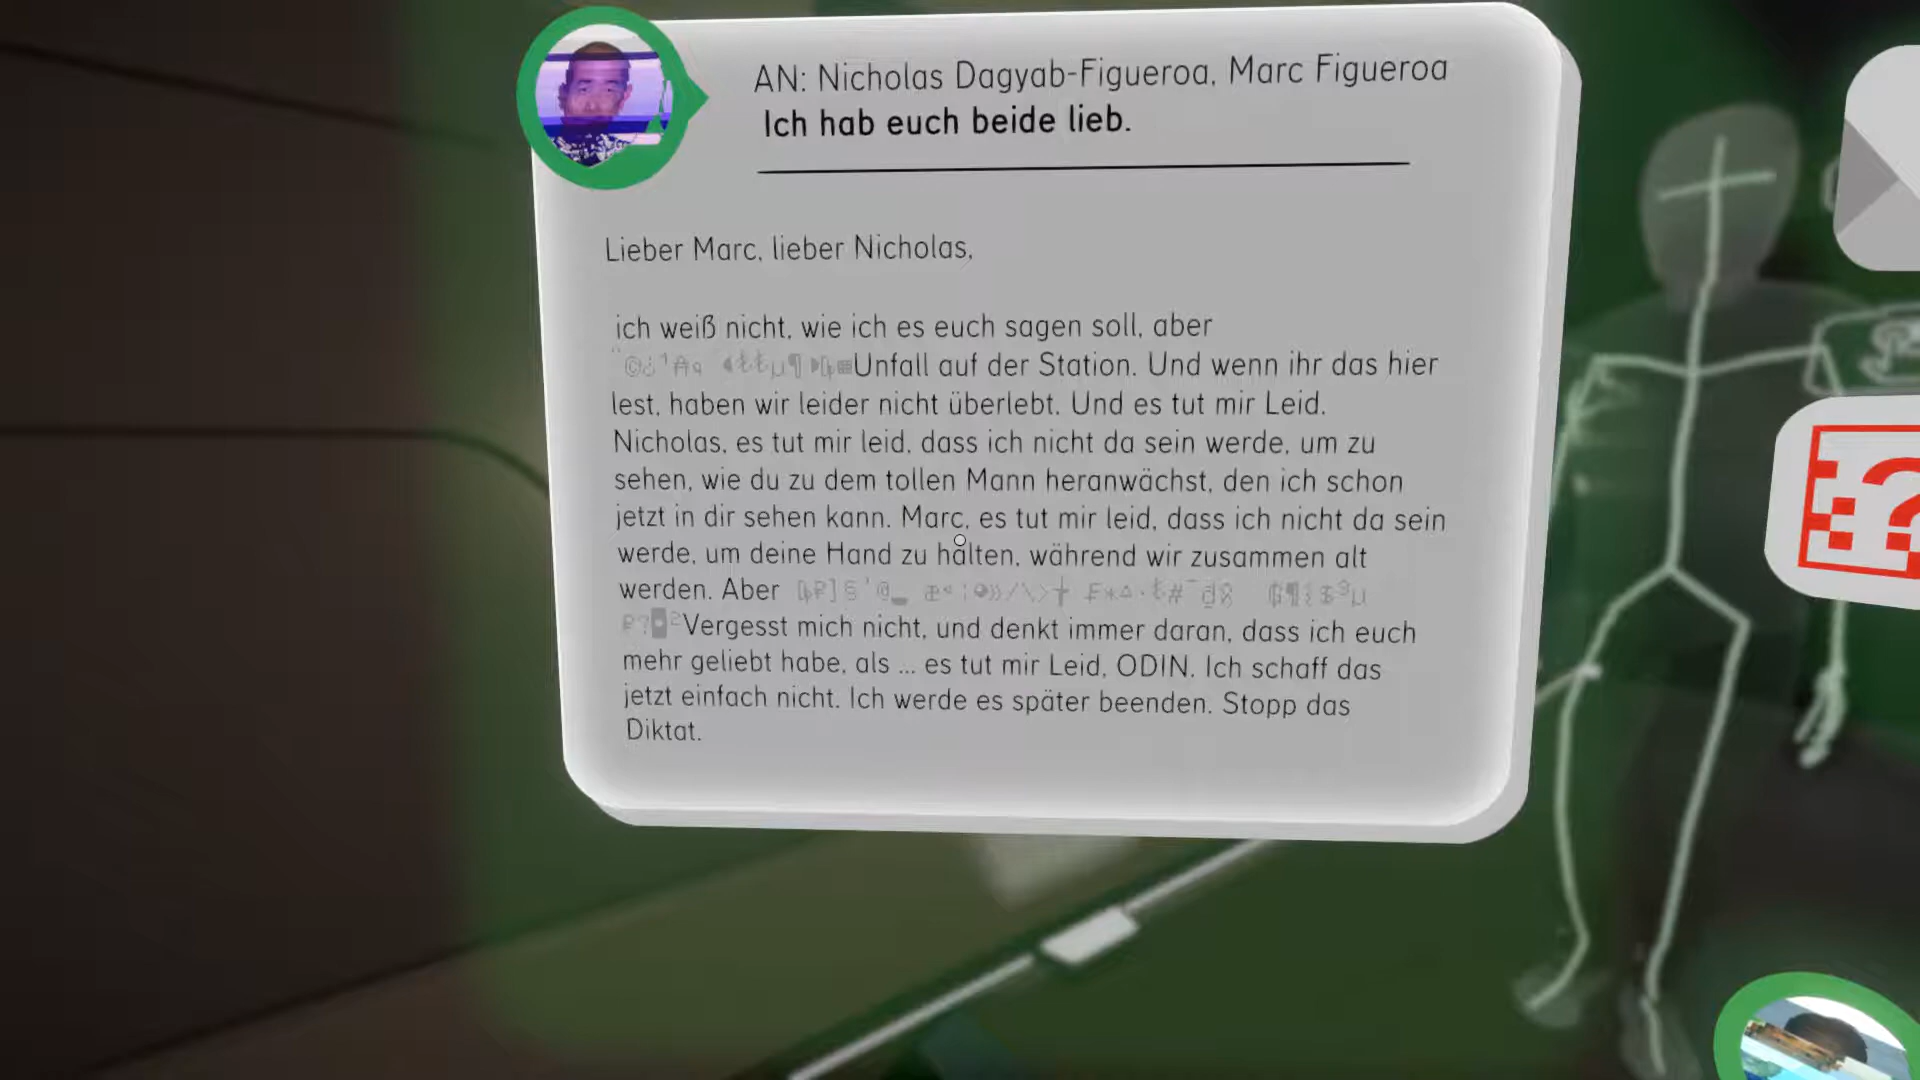 AN: Nicholas Dagyab-Figueroa, Marc Figueroa
Ich hab euch beide lieb.
Lieber Marc, lieber Nicholas,
ich weiß nicht, wie ich es euch sagen soll, aber
Unfall auf der Station. Und wenn ihr das hier
lest, haben wir leider nicht überlebt. Und es tut mir Leid.
Nicholas, es tut mir leid, dass ich nicht da sein werde, um zu
sehen, wie du zu dem tollen Mann heranwächst, den ich schon
jetzt in dir sehen kann. Marc, es tut mir leid, dass ich nicht da sein
werde, um deine Hand zu halten, während wir zusammen alt
werden. Aber
Vergesst mich nicht, und denkt immer daran, dass ich euch
mehr geliebt habe, als ... es tut mir Leid, ODIN. Ich schaff das
jetzt einfach nicht. Ich werde es später beenden. Stopp das
Diktat.